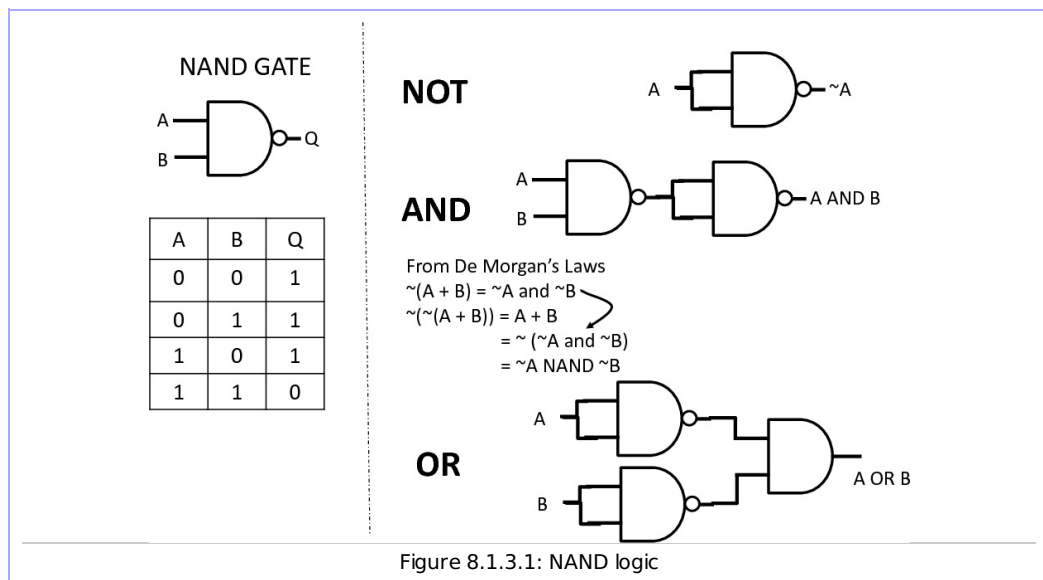 NAND GATE
A
B
Q
A B Q
0 0 1
0 1 1
1 0 1
1 1 0
NOT
A
~A
AND
A
B
A AND B
From De Morgan's Laws
~(A + B) = ~A and ~B
~(~(A + B)) = A + B
= ~ (~A and ~B)
= ~A NAND ~B
OR
A
B
A OR B
Figure 8.1.3.1: NAND logic